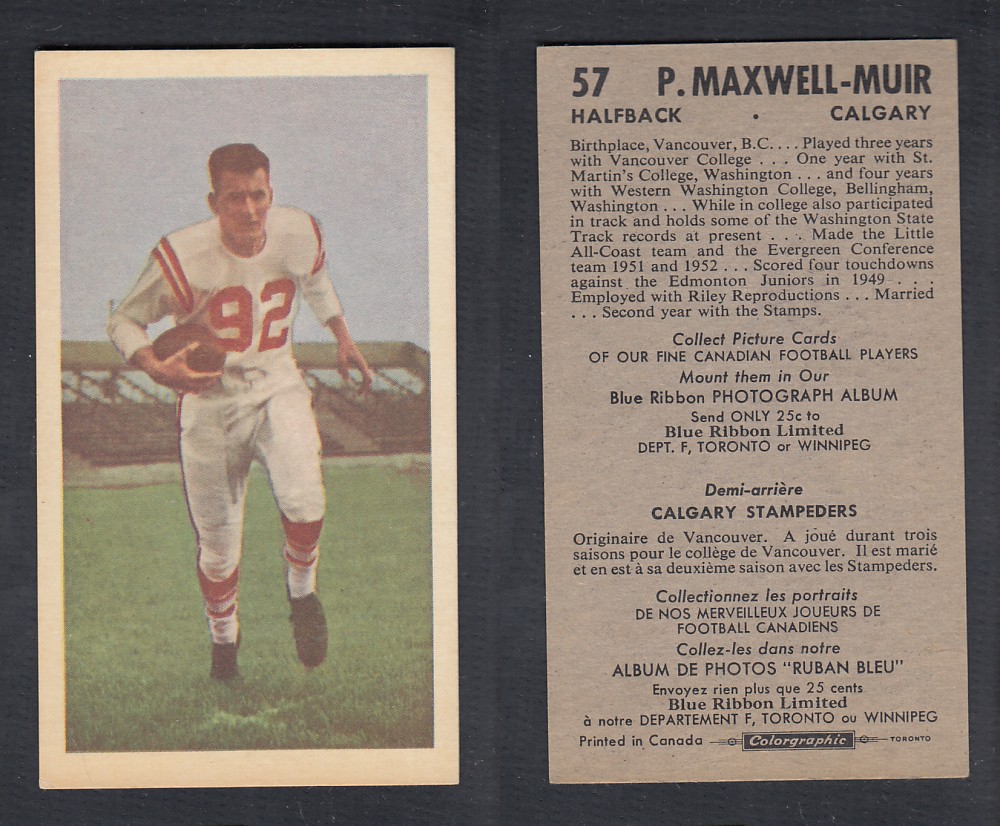 92
57 P. MAXWELL-MUIR
HALFBACK • CALGARY
Birthplace, Vancouver, B.C. . . . Played three years
with Vancouver College . . . One year with St.
Martin's College, Washington . . . and four years
with Western Washington College, Bellingham,
Washington . . . While in college also participated
in track and holds some of the Washington State
Track records at present . . . Made the Little
All-Coast team and the Evergreen Conference
team 1951 and 1952 . . . Scored four touchdowns
against the Edmonton Juniors in 1949 . . .
Employed with Riley Reproductions . . . Married
. . . Second year with the Stamps.
Collect Picture Cards
OF OUR FINE CANADIAN FOOTBALL PLAYERS
Mount them in Our
Blue Ribbon PHOTOGRAPH ALBUM
Send ONLY 25c to
Blue Ribbon Limited
DEPT. F, TORONTO or WINNIPEG
Demi-arrière
CALGARY STAMPEDERS
Originaire de Vancouver. A joué durant trois
saisons pour le collège de Vancouver. Il est marié
et en est à sa deuxième saison avec les Stampeders.
Collectionnez les portraits
DE NOS MERVEILLEUX JOUEURS DE
FOOTBALL CANADIENS
Collez-les dans notre
ALBUM DE PHOTOS "RUBAN BLEU"
Envoyez rien plus que 25 cents
Blue Ribbon Limited
à notre DEPARTEMENT F, TORONTO ou WINNIPEG
Printed in Canada Colorgraphic TORONTO